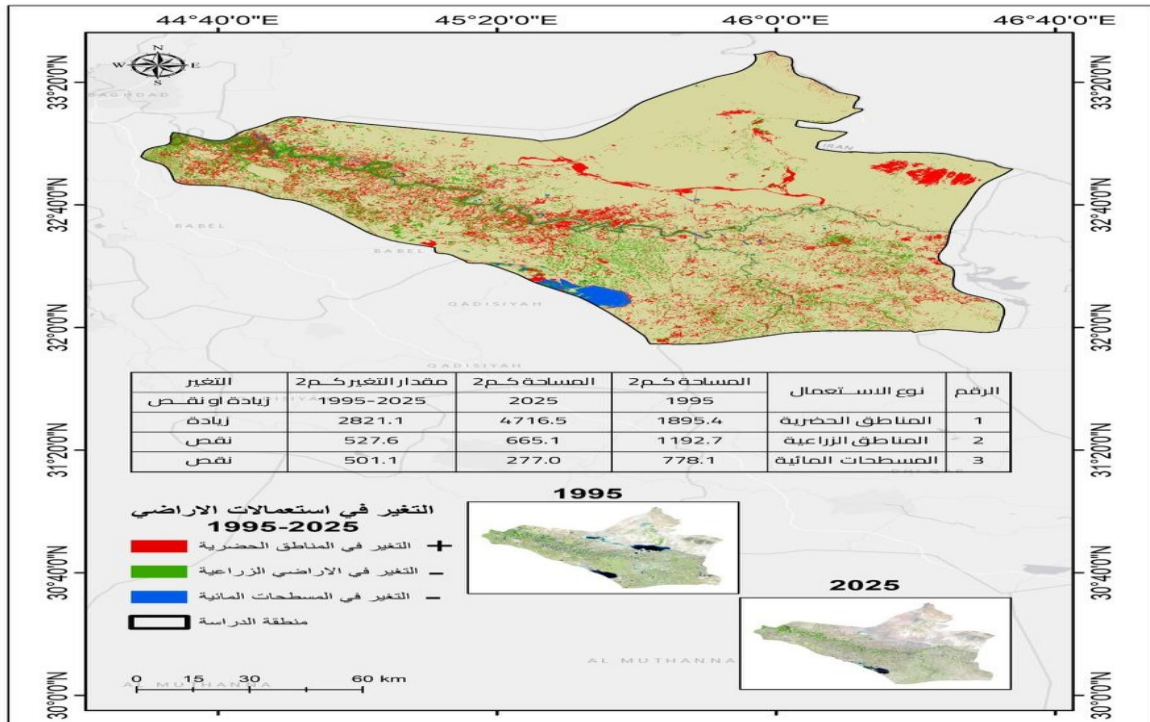 44°40'0"E 45°20'0"E 46°0'0"E 46°40'0"E
N
W E
S
33°20'0"N 33°20'0"N
BAGHDAD
IRAN
32°40'0"N 32°40'0"N
BABEL
BABEL
QADISIYAH
32°0'0"N 32°0'0"N
QADISIYAH
الرقم نوع الاستعمال المساحة كم2 المساحة كم2 مقدار التغير كم2 التغير
1995 2025 1995-2025 زيادة او نقص
1 المناطق الحضرية 1895.4 4716.5 2821.1 زيادة
2 المناطق الزراعية 1192.7 665.1 527.6 نقص
3 المسطحات المائية 778.1 277.0 501.1 نقص
31°20'0"N 31°20'0"N
التغير في استعمالات الاراضي
1995-2025
+ التغير في المناطق الحضرية
- التغير في الاراضي الزراعية
- التغير في المسطحات المائية
منطقة الدراسة
1995
2025
30°40'0"N 30°40'0"N
AL MUTHANNA
0 15 30 60 km
AL MUTHANNA
30°0'0"N 30°0'0"N